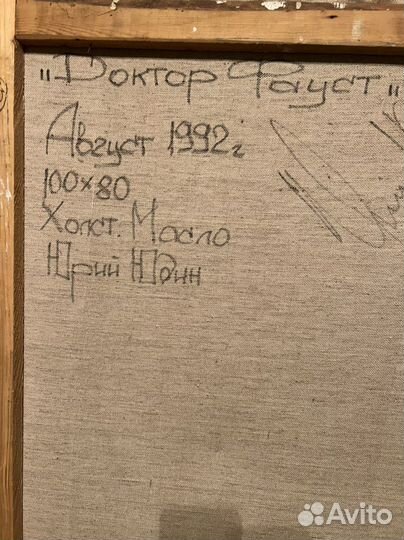 „Доктор Фауст"
Август 1992г
100×80
Холст. Масло
Юрий Юдин
Avito